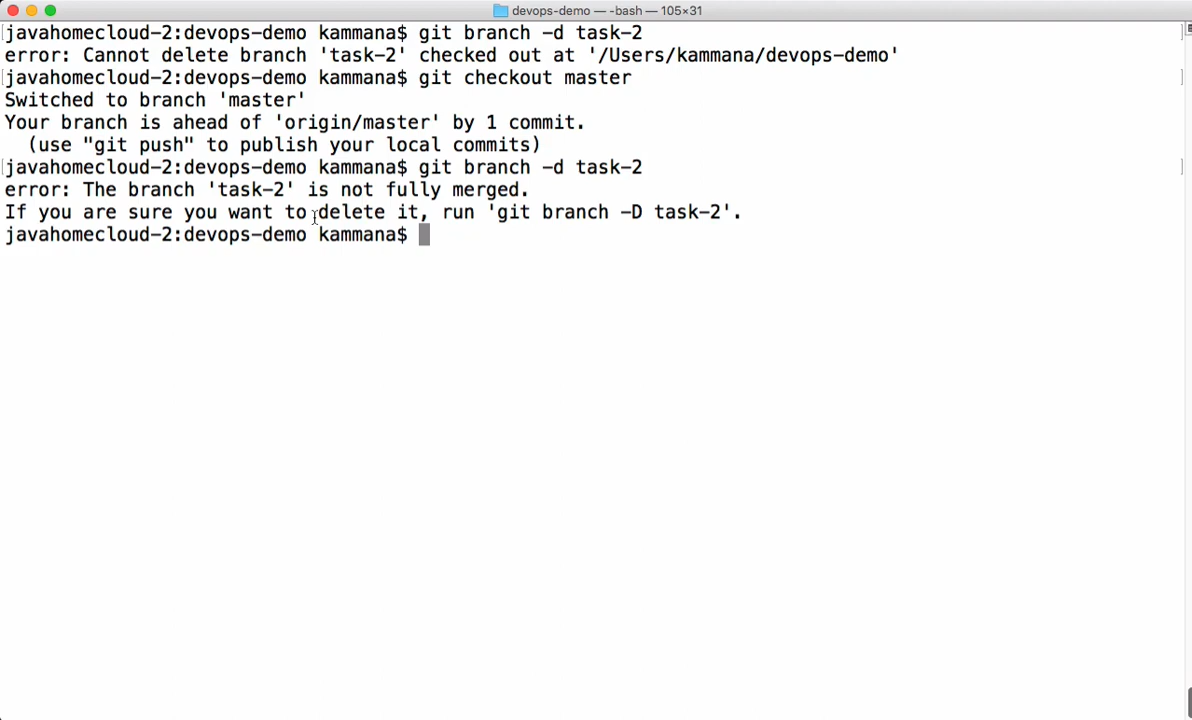 devops-demo — -bash — 105×31
[javahomecloud-2:devops-demo kammana$ git branch -d task-2 ]
error: Cannot delete branch 'task-2' checked out at '/Users/kammana/devops-demo'
[javahomecloud-2:devops-demo kammana$ git checkout master ]
Switched to branch 'master'
Your branch is ahead of 'origin/master' by 1 commit.
  (use "git push" to publish your local commits)
[javahomecloud-2:devops-demo kammana$ git branch -d task-2 ]
error: The branch 'task-2' is not fully merged.
If you are sure you want to delete it, run 'git branch -D task-2'.
javahomecloud-2:devops-demo kammana$